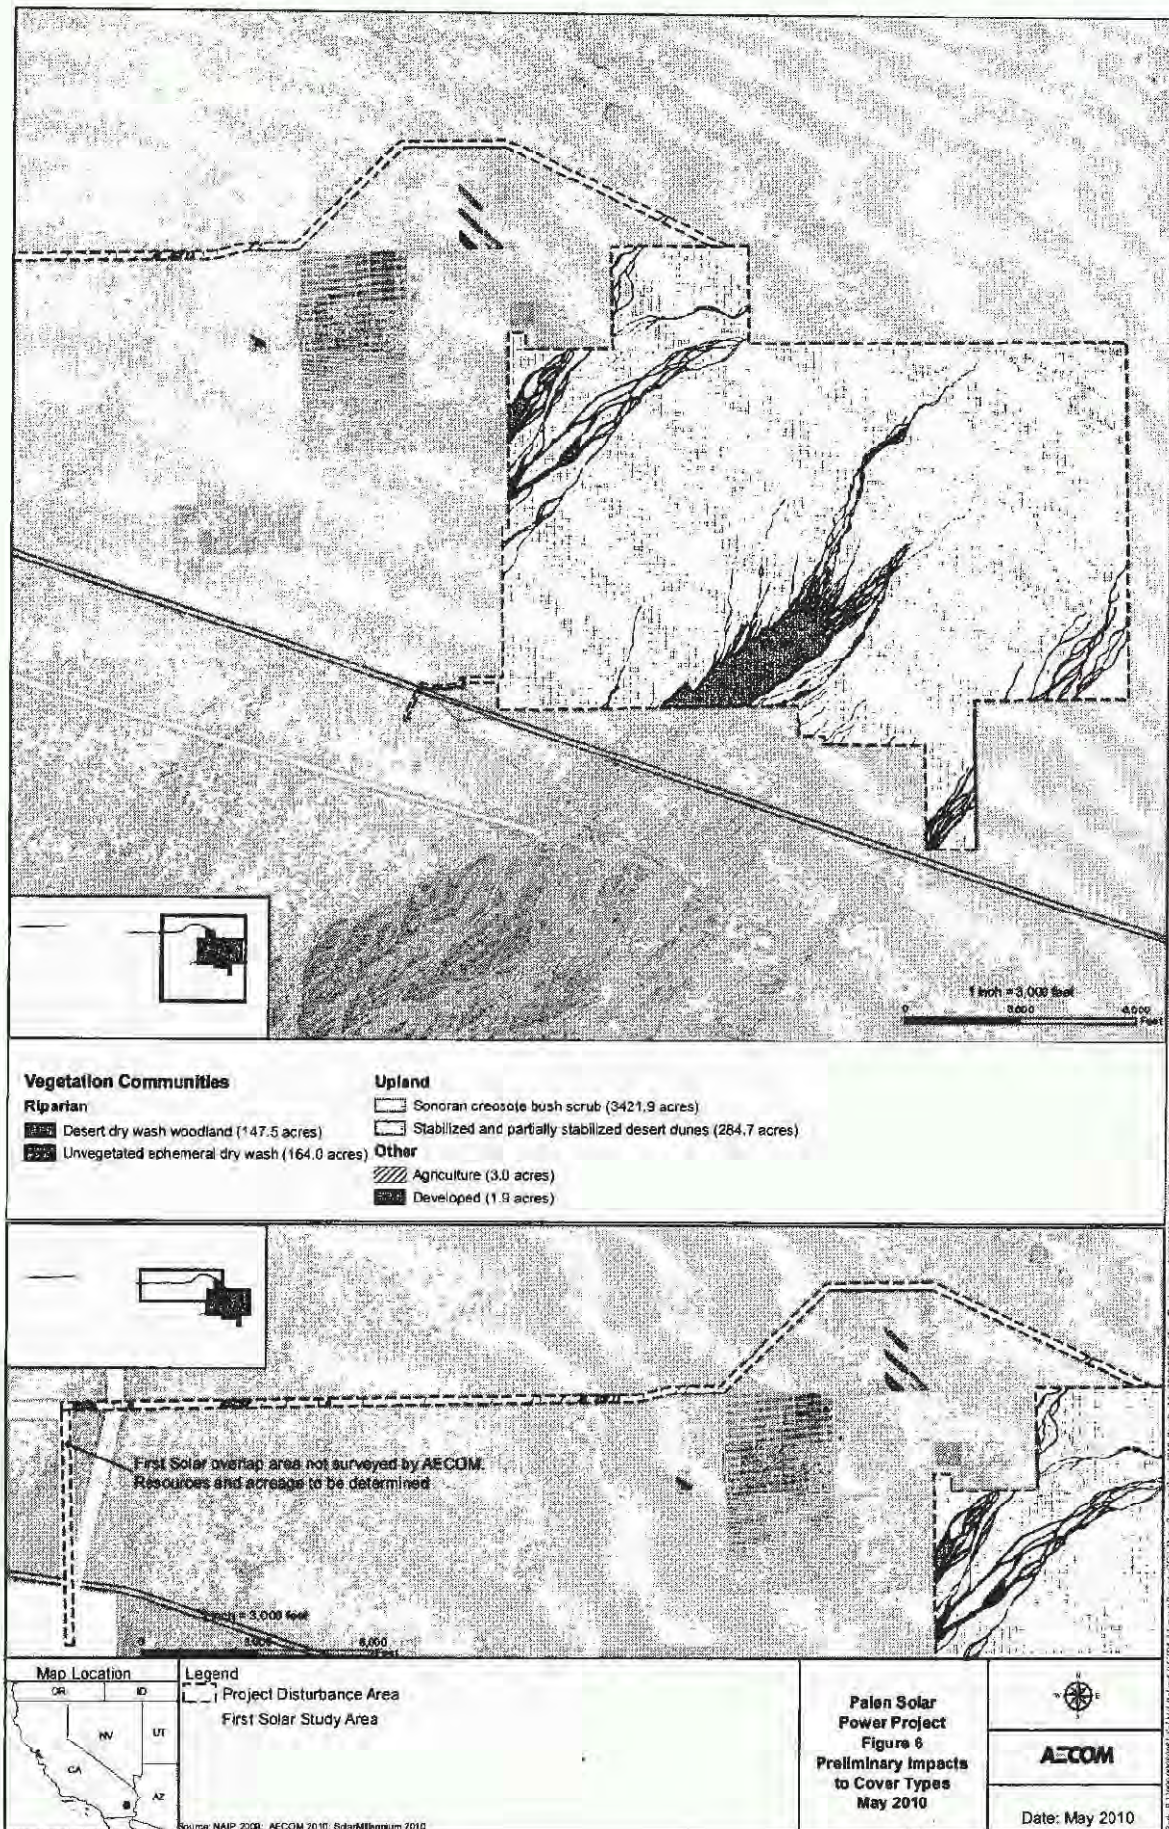 1 inch = 3,000 feet
0 3,000 6,000
Feet
Vegetation Communities
Riparian
Desert dry wash woodland (147.5 acres)
Unvegetated ephemeral dry wash (164.0 acres)
Upland
Sonoran creosote bush scrub (3421.9 acres)
Stabilized and partially stabilized desert dunes (284.7 acres)
Other
Agriculture (3.0 acres)
Developed (1.9 acres)
First Solar overlap area not surveyed by AECOM.
Resources and acreage to be determined
1 inch = 3,000 feet
0 3,000 6,000
Feet
Map Location
OR ID
NV UT
CA
AZ
Legend
Project Disturbance Area
First Solar Study Area
Source: NAIP 2009; AECOM 2010; SolarMillennium 2010
Palen Solar
Power Project
Figure 6
Preliminary Impacts
to Cover Types
May 2010
N
W E
S
AECOM
Date: May 2010